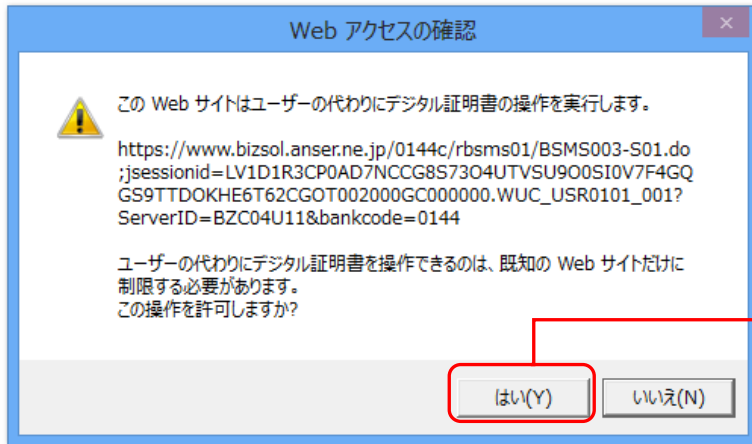 Web アクセスの確認
この Web サイトはユーザーの代わりにデジタル証明書の操作を実行します。
https://www.bizsol.anser.ne.jp/0144c/rbsms01/BSMS003-S01.do
;jsessionid=LV1D1R3CP0AD7NCCG8S73O4UTVSU9O0SI0V7F4GQ
GS9TTDOKHE6T62CGOT002000GC000000.WUC_USR0101_001?
ServerID=BZC04U11&bankcode=0144
ユーザーの代わりにデジタル証明書を操作できるのは、既知の Web サイトだけに
制限する必要があります。
この操作を許可しますか?
はい(Y)
いいえ(N)